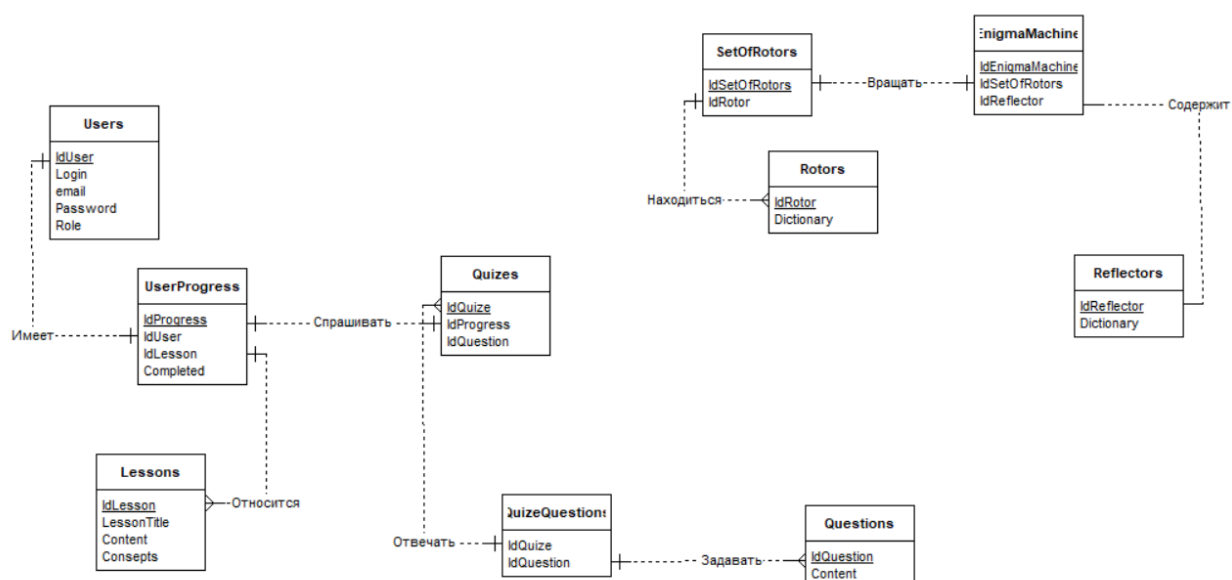 SetOfRotors
IdSetOfRotors
IdRotor
Вращать
EnigmaMachine
IdEnigmaMachine
IdSetOfRotors
IdReflector
Содержит
Users
IdUser
Login
email
Password
Role
Rotors
IdRotor
Dictionary
Находиться
Reflectors
IdReflector
Dictionary
UserProgress
IdProgress
IdUser
IdLesson
Completed
Имеет
Спрашивать
Quizes
IdQuize
IdProgress
IdQuestion
Lessons
IdLesson
LessonTitle
Content
Consepts
Относится
Отвечать
QuizeQuestions
IdQuize
IdQuestion
Задавать
Questions
IdQuestion
Content